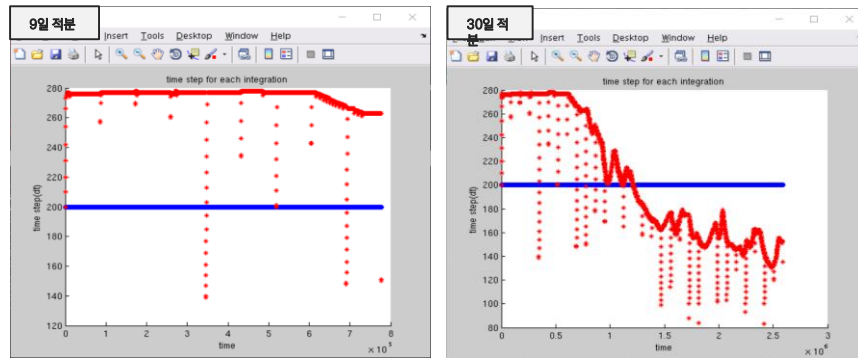 9일 적분
Insert Tools Desktop Window Help
time step for each integration
280
260
240
220
200
180
160
140
120
time step(dt)
0 1 2 3 4 5 6 7 8
time
× 10⁵
30일 적분
Insert Tools Desktop Window Help
time step for each integration
280
260
240
220
200
180
160
140
120
100
80
time step(dt)
0 0.5 1 1.5 2 2.5 3
time
× 10⁶